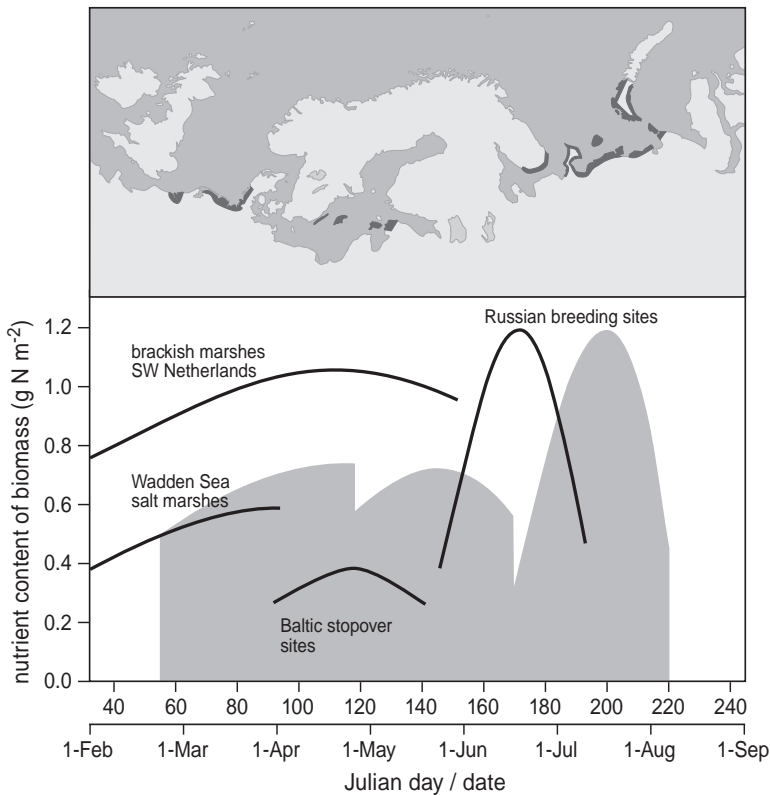 Russian breeding sites
brackish marshes
SW Netherlands
Wadden Sea
salt marshes
Baltic stopover
sites
nutrient content of biomass (g N m-2)
1.2
1.0
0.8
0.6
0.4
0.2
0.0
40 60 80 100 120 140 160 180 200 220 240
1-Feb 1-Mar 1-Apr 1-May 1-Jun 1-Jul 1-Aug 1-Sep
Julian day / date